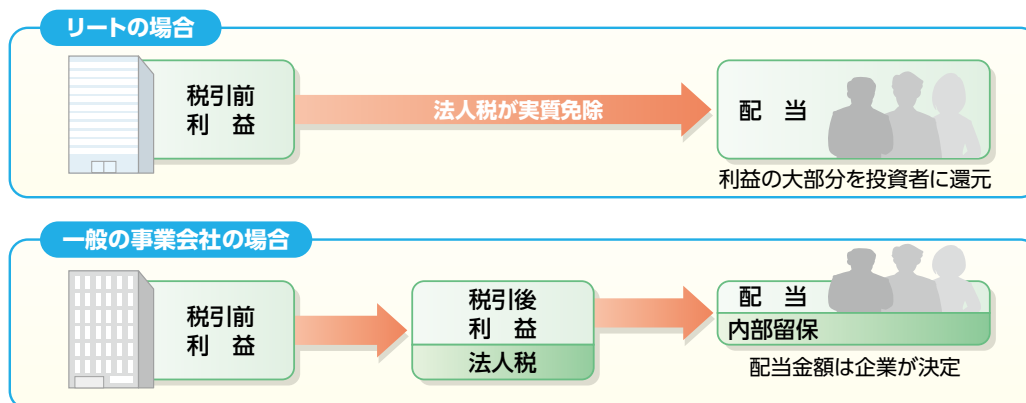 リートの場合
税引前
利　益
法人税が実質免除
配　当
利益の大部分を投資者に還元
一般の事業会社の場合
税引前
利　益
税引後
利　益
法人税
配　当
内部留保
配当金額は企業が決定